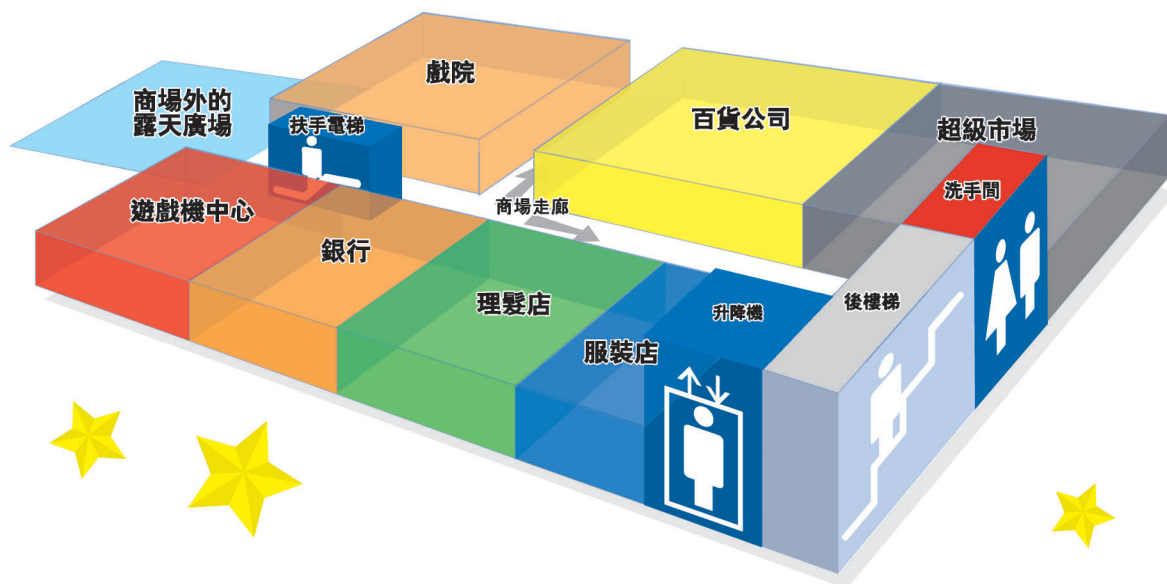 戲院
商場外的
露天廣場
扶手電梯
百貨公司
超級市場
洗手間
遊戲機中心
商場走廊
銀行
理髮店
升降機
後樓梯
服裝店